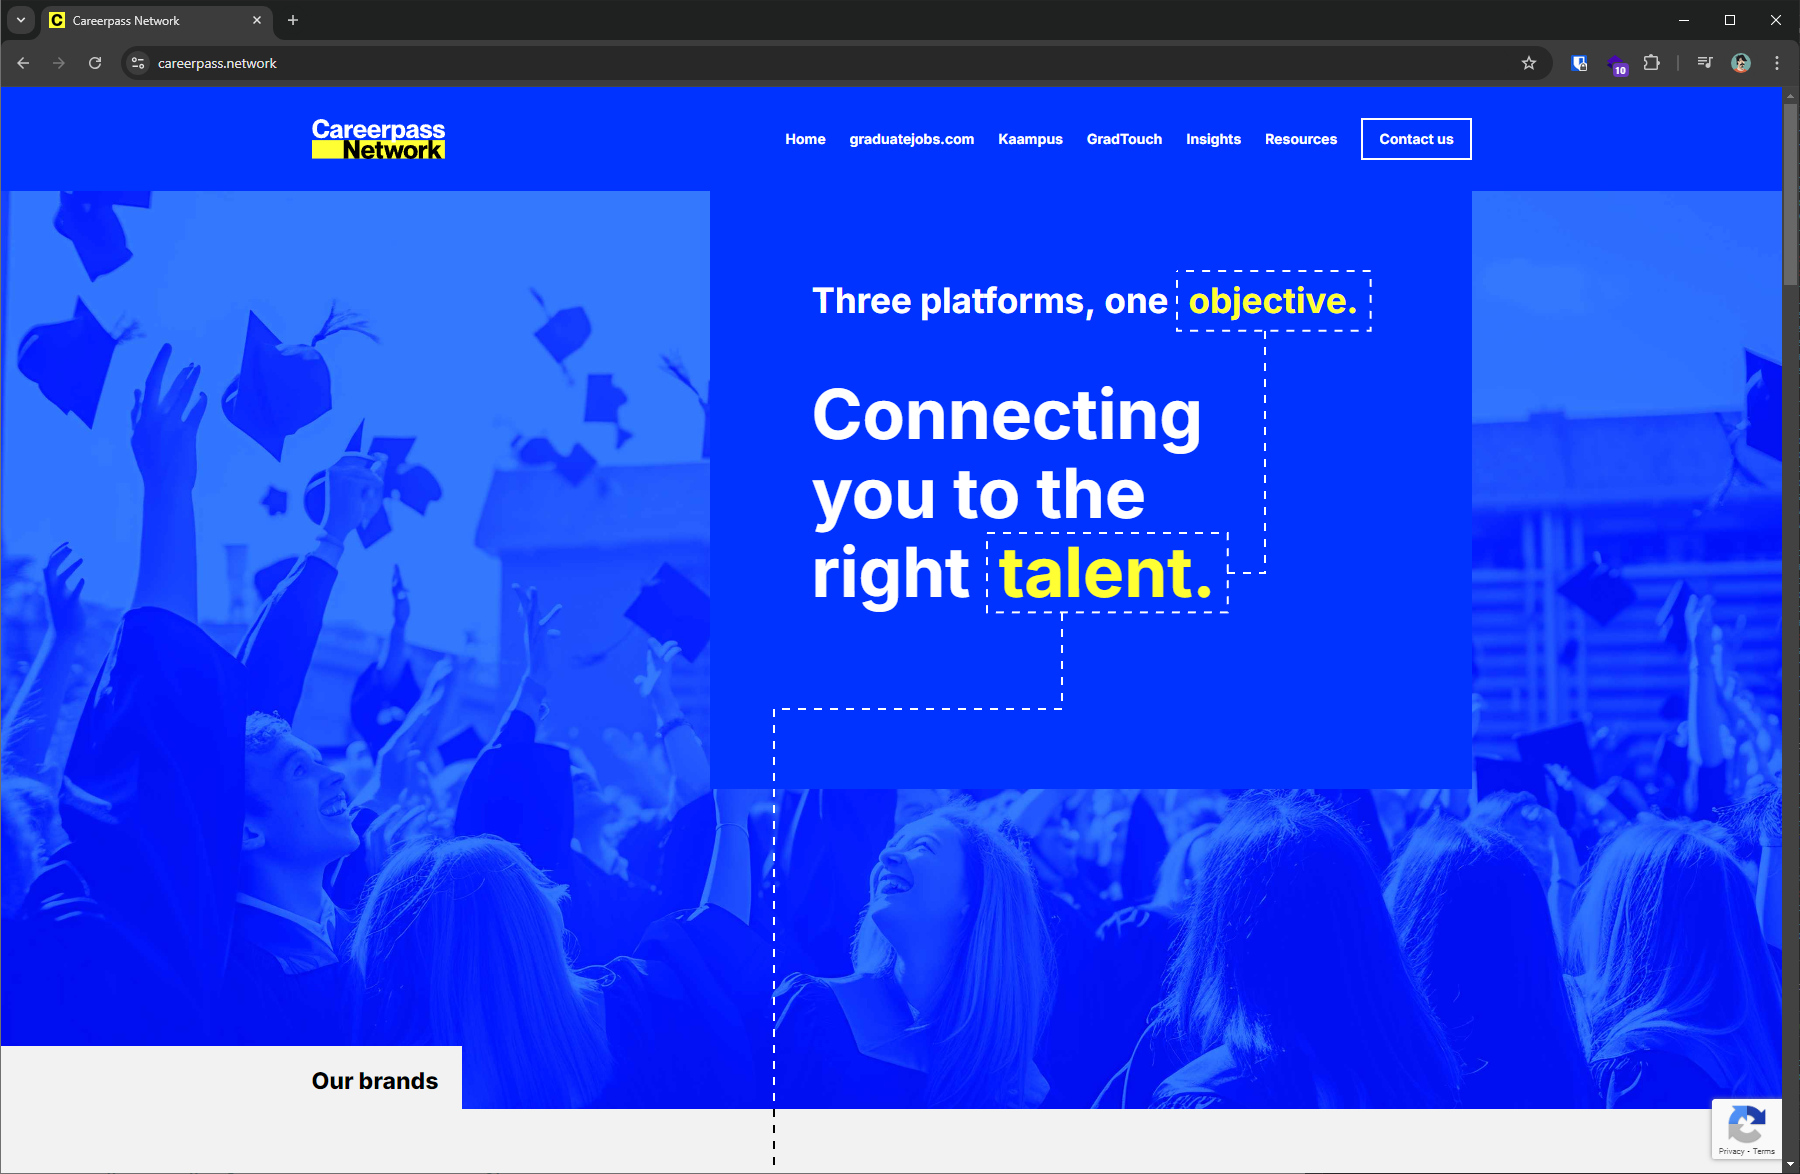 Careerpass Network
careerpass.network
10
Careerpass
Network
Home graduatejobs.com Kaampus GradTouch Insights Resources Contact us
Three platforms, one objective.
Connecting
you to the
right talent.
Our brands
Privacy - Terms